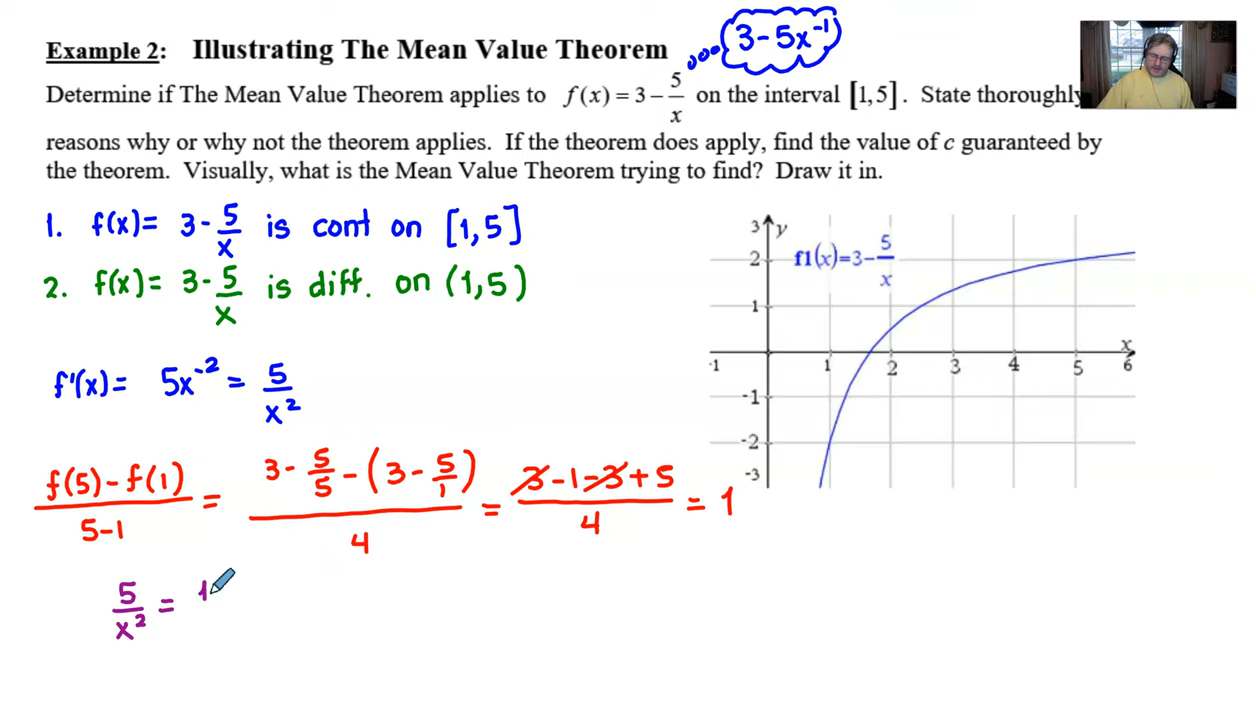 3 - 5x⁻¹
Example 2: Illustrating The Mean Value Theorem
Determine if The Mean Value Theorem applies to f(x) = 3 − 5/x on the interval [1,5]. State thoroughly
reasons why or why not the theorem applies. If the theorem does apply, find the value of c guaranteed by
the theorem. Visually, what is the Mean Value Theorem trying to find? Draw it in.
1. f(x) = 3 - 5/x is cont on [1,5]
2. f(x) = 3 - 5/x is diff. on (1,5)
f'(x) = 5x⁻² = 5/x²
(f(5) - f(1))/(5-1) = (3 - 5/5 - (3 - 5/1))/4 = (3 - 1 - 3 + 5)/4 = 1
5/x² = 1
3 y
f1(x)=3−5/x
2
1
x
-1 1 2 3 4 5 6
-1
-2
-3